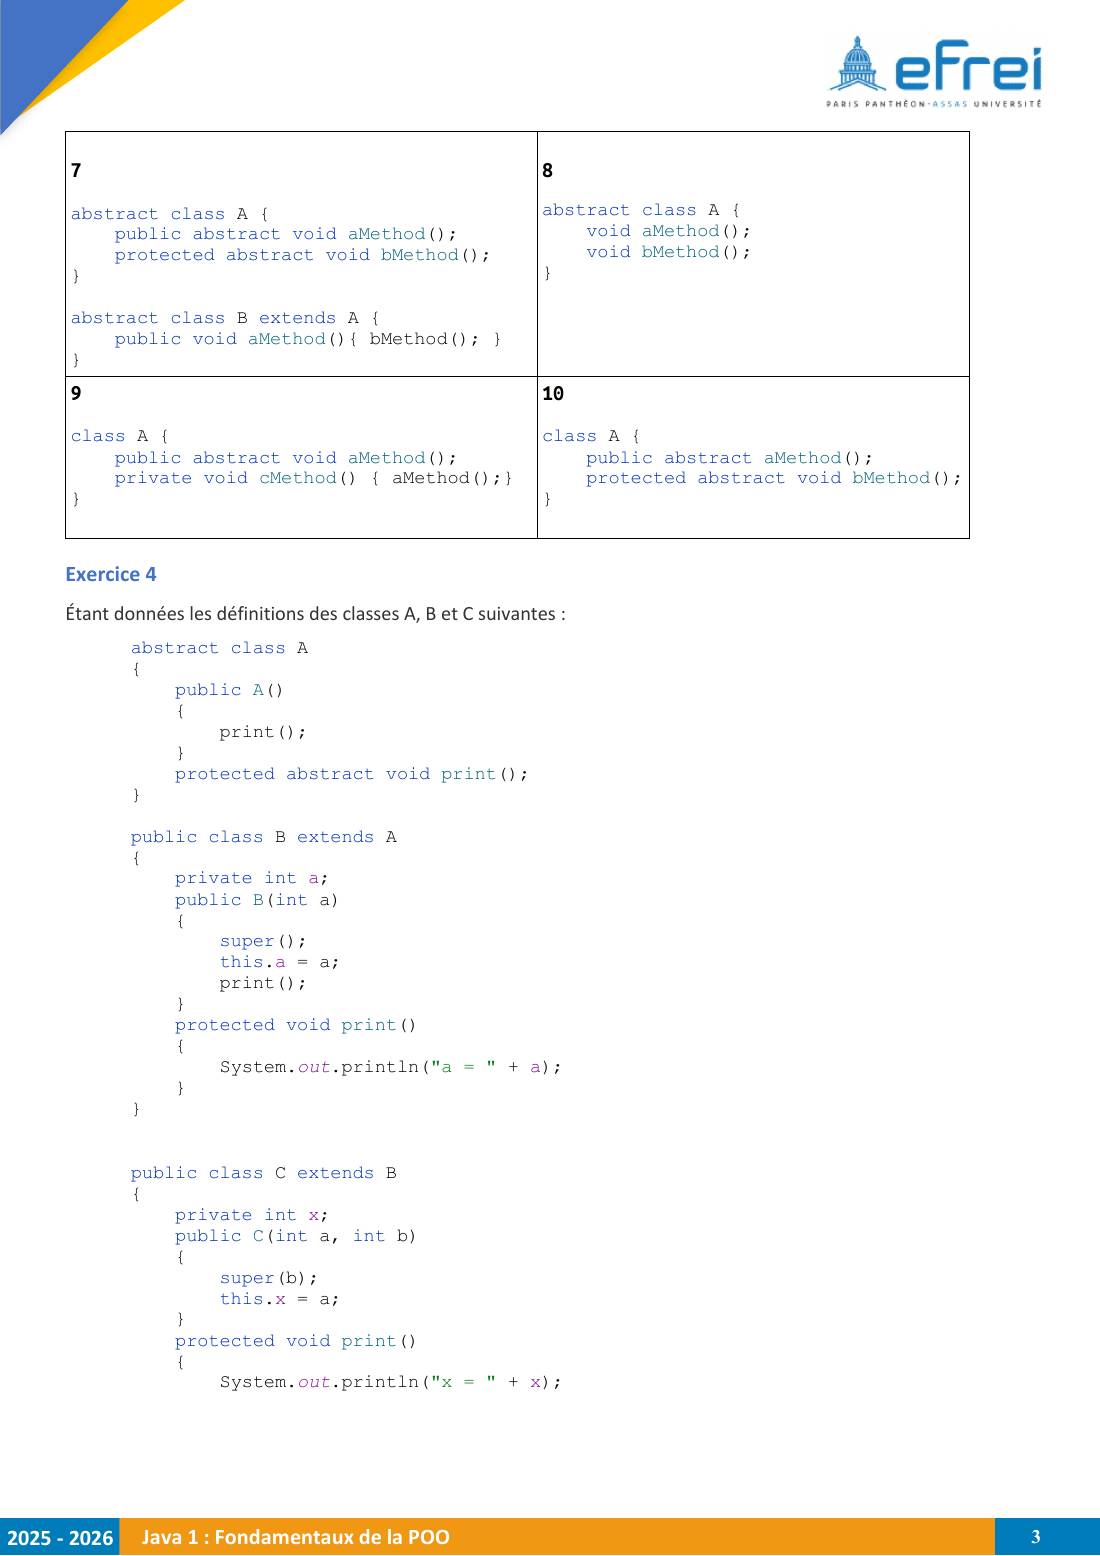 efrei
PARIS PANTHÉON-ASSAS UNIVERSITÉ
7
abstract class A {
    public abstract void aMethod();
    protected abstract void bMethod();
}
abstract class B extends A {
    public void aMethod(){ bMethod(); }
}
8
abstract class A {
    void aMethod();
    void bMethod();
}
9
class A {
    public abstract void aMethod();
    private void cMethod() { aMethod();}
}
10
class A {
    public abstract aMethod();
    protected abstract void bMethod();
}
Exercice 4
Étant données les définitions des classes A, B et C suivantes :
abstract class A
{
    public A()
    {
        print();
    }
    protected abstract void print();
}
public class B extends A
{
    private int a;
    public B(int a)
    {
        super();
        this.a = a;
        print();
    }
    protected void print()
    {
        System.out.println("a = " + a);
    }
}
public class C extends B
{
    private int x;
    public C(int a, int b)
    {
        super(b);
        this.x = a;
    }
    protected void print()
    {
        System.out.println("x = " + x);
2025 - 2026 Java 1 : Fondamentaux de la POO 3